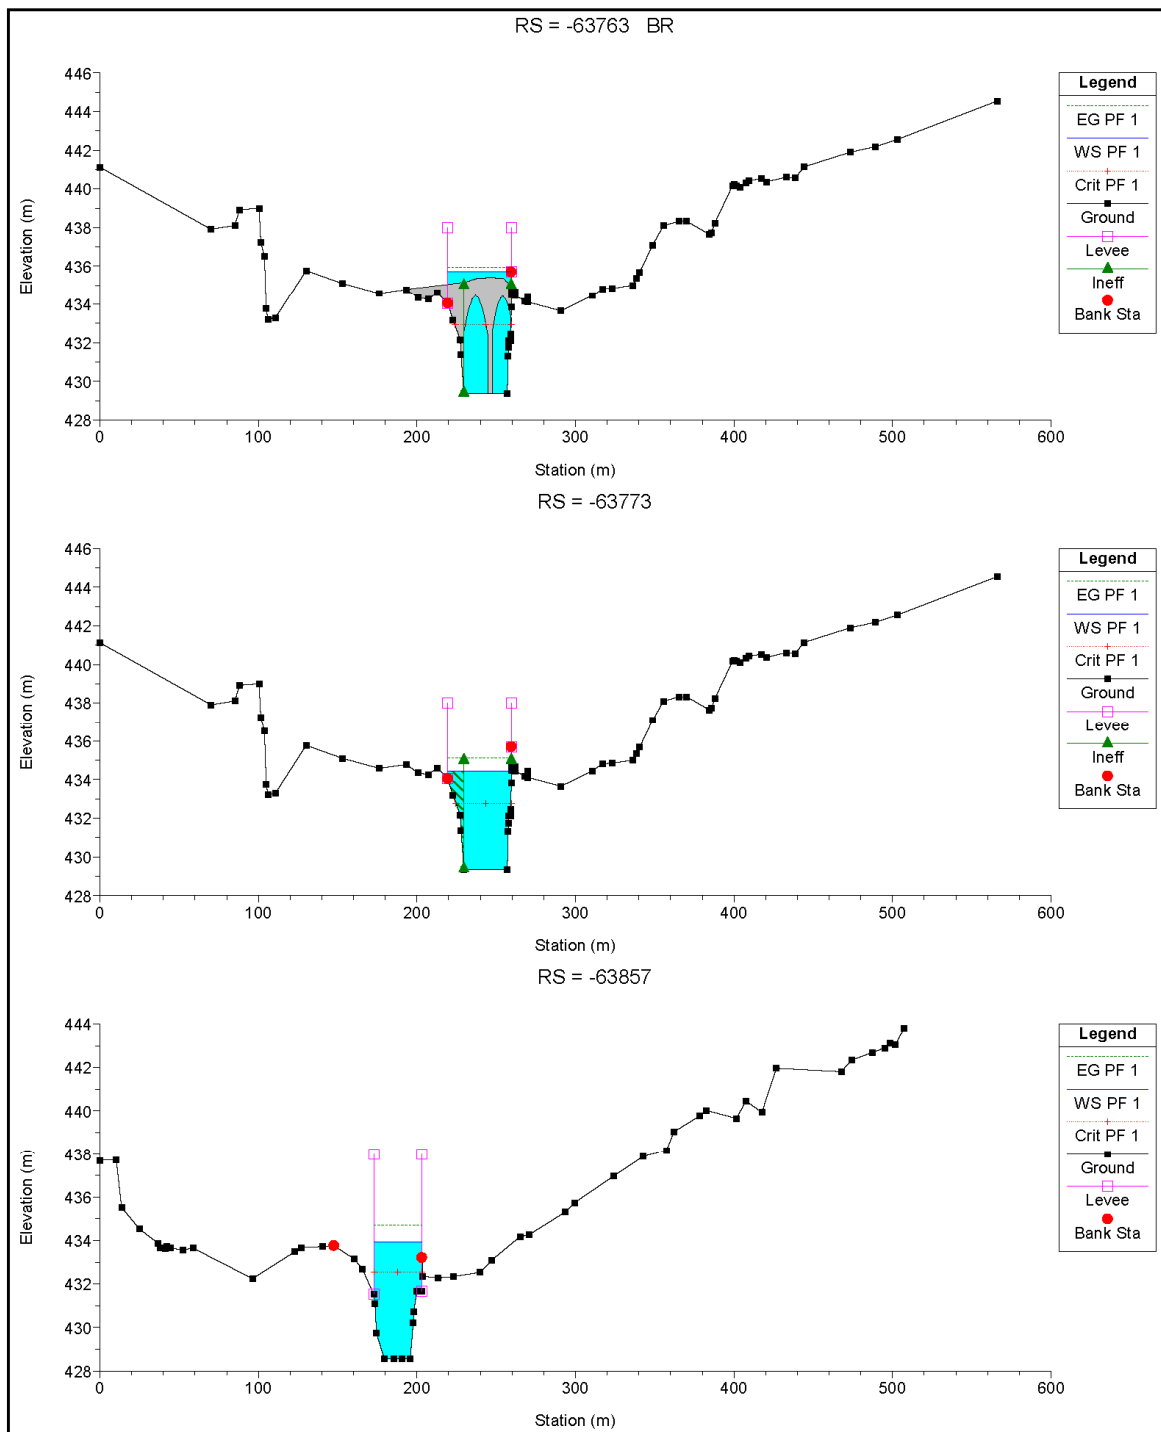 RS = -63763 BR
446
444
442
440
438
436
434
432
430
428
Elevation (m)
0
100
200
300
400
500
600
Station (m)
Legend
EG PF 1
WS PF 1
Crit PF 1
Ground
Levee
Ineff
Bank Sta
RS = -63773
446
444
442
440
438
436
434
432
430
428
Elevation (m)
0
100
200
300
400
500
600
Station (m)
Legend
EG PF 1
WS PF 1
Crit PF 1
Ground
Levee
Ineff
Bank Sta
RS = -63857
444
442
440
438
436
434
432
430
428
Elevation (m)
0
100
200
300
400
500
600
Station (m)
Legend
EG PF 1
WS PF 1
Crit PF 1
Ground
Levee
Bank Sta